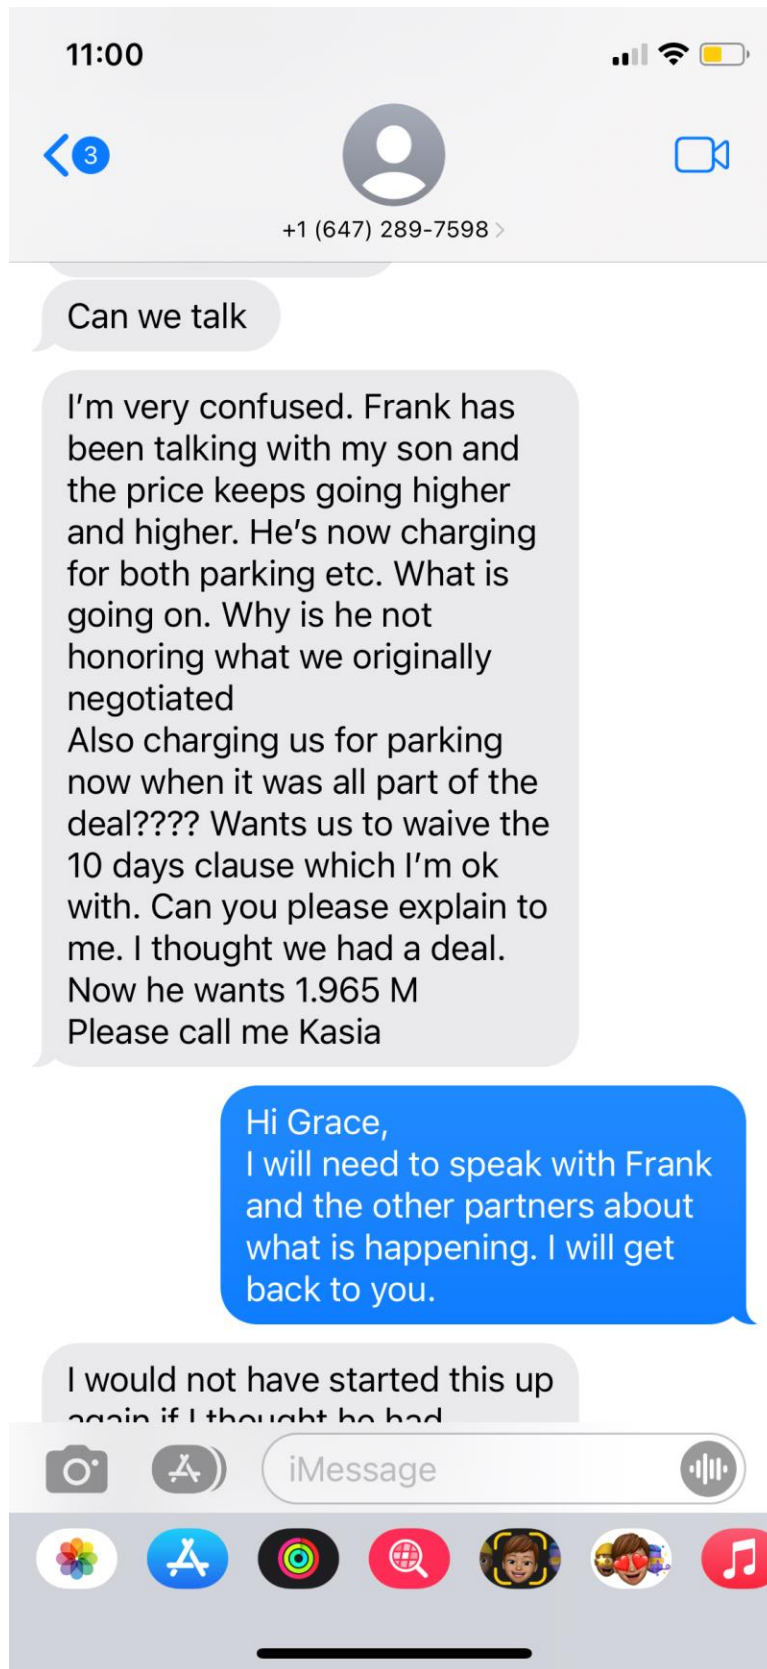 11:00
3
+1 (647) 289-7598
Can we talk
I'm very confused. Frank has
been talking with my son and
the price keeps going higher
and higher. He's now charging
for both parking etc. What is
going on. Why is he not
honoring what we originally
negotiated
Also charging us for parking
now when it was all part of the
deal???? Wants us to waive the
10 days clause which I'm ok
with. Can you please explain to
me. I thought we had a deal.
Now he wants 1.965 M
Please call me Kasia
Hi Grace,
I will need to speak with Frank
and the other partners about
what is happening. I will get
back to you.
I would not have started this up
again if I thought he had
iMessage